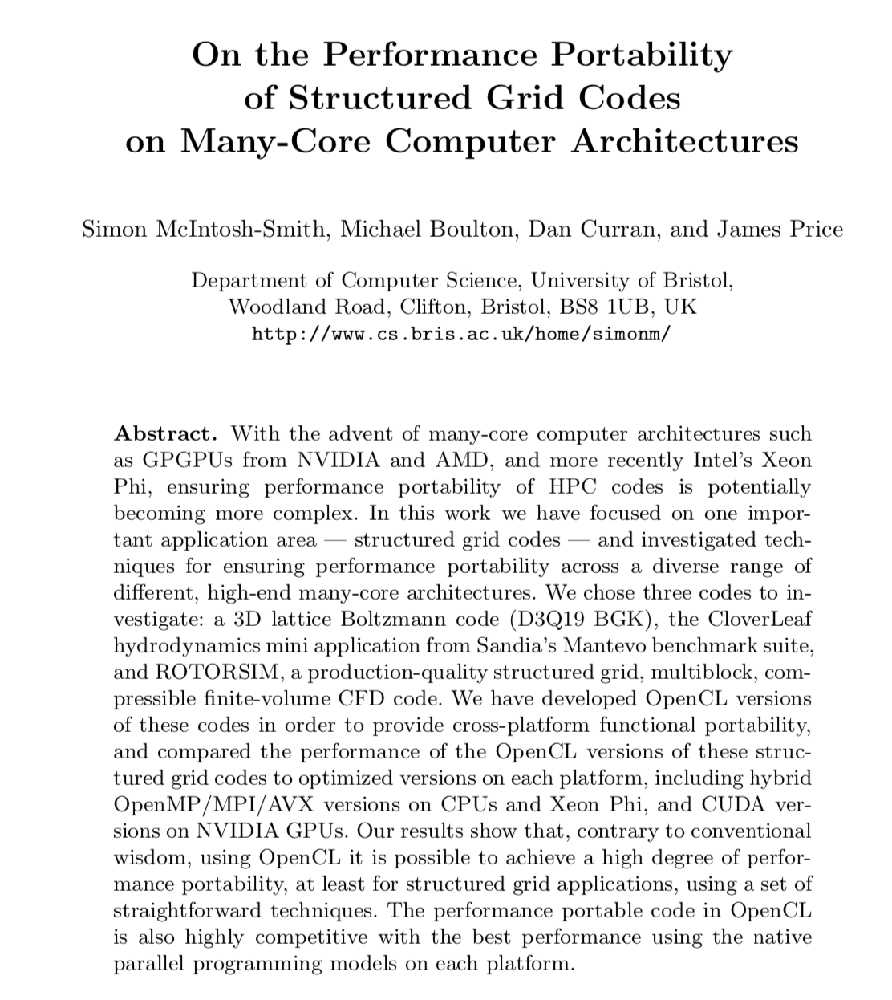 On the Performance Portability
of Structured Grid Codes
on Many-Core Computer Architectures
Simon McIntosh-Smith, Michael Boulton, Dan Curran, and James Price
Department of Computer Science, University of Bristol,
Woodland Road, Clifton, Bristol, BS8 1UB, UK
http://www.cs.bris.ac.uk/home/simonm/
Abstract. With the advent of many-core computer architectures such
as GPGPUs from NVIDIA and AMD, and more recently Intel's Xeon
Phi, ensuring performance portability of HPC codes is potentially
becoming more complex. In this work we have focused on one impor-
tant application area — structured grid codes — and investigated tech-
niques for ensuring performance portability across a diverse range of
different, high-end many-core architectures. We chose three codes to in-
vestigate: a 3D lattice Boltzmann code (D3Q19 BGK), the CloverLeaf
hydrodynamics mini application from Sandia's Mantevo benchmark suite,
and ROTORSIM, a production-quality structured grid, multiblock, com-
pressible finite-volume CFD code. We have developed OpenCL versions
of these codes in order to provide cross-platform functional portability,
and compared the performance of the OpenCL versions of these struc-
tured grid codes to optimized versions on each platform, including hybrid
OpenMP/MPI/AVX versions on CPUs and Xeon Phi, and CUDA ver-
sions on NVIDIA GPUs. Our results show that, contrary to conventional
wisdom, using OpenCL it is possible to achieve a high degree of perfor-
mance portability, at least for structured grid applications, using a set of
straightforward techniques. The performance portable code in OpenCL
is also highly competitive with the best performance using the native
parallel programming models on each platform.